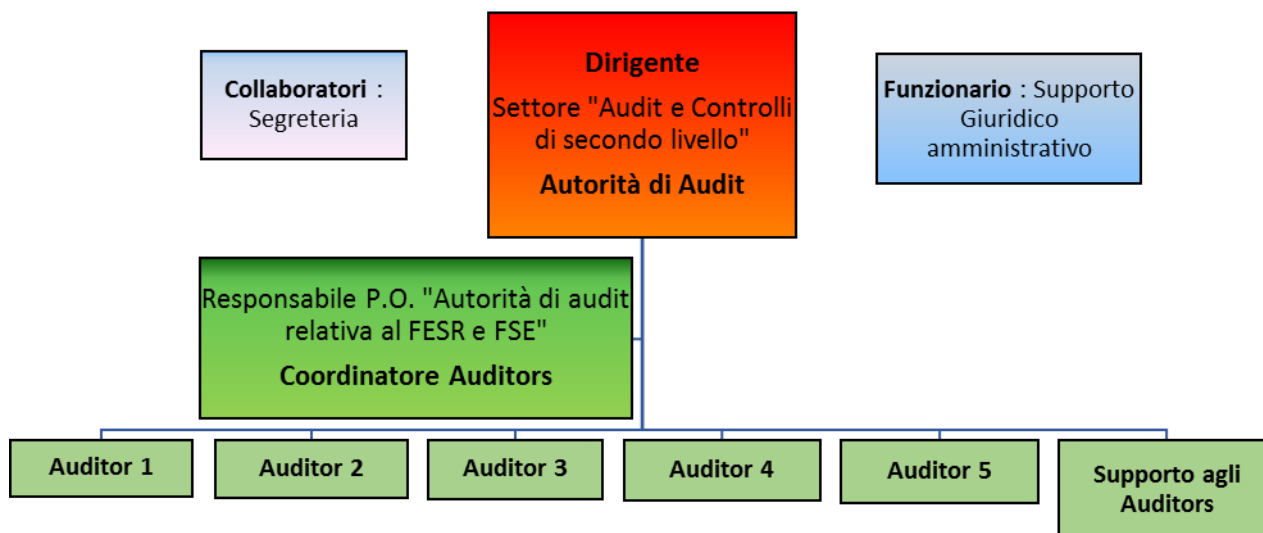 Collaboratori :
Segreteria
Dirigente
Settore "Audit e Controlli
di secondo livello"
Autorità di Audit
Funzionario : Supporto
Giuridico
amministrativo
Responsabile P.O. "Autorità di audit
relativa al FESR e FSE"
Coordinatore Auditors
Auditor 1
Auditor 2
Auditor 3
Auditor 4
Auditor 5
Supporto agli
Auditors